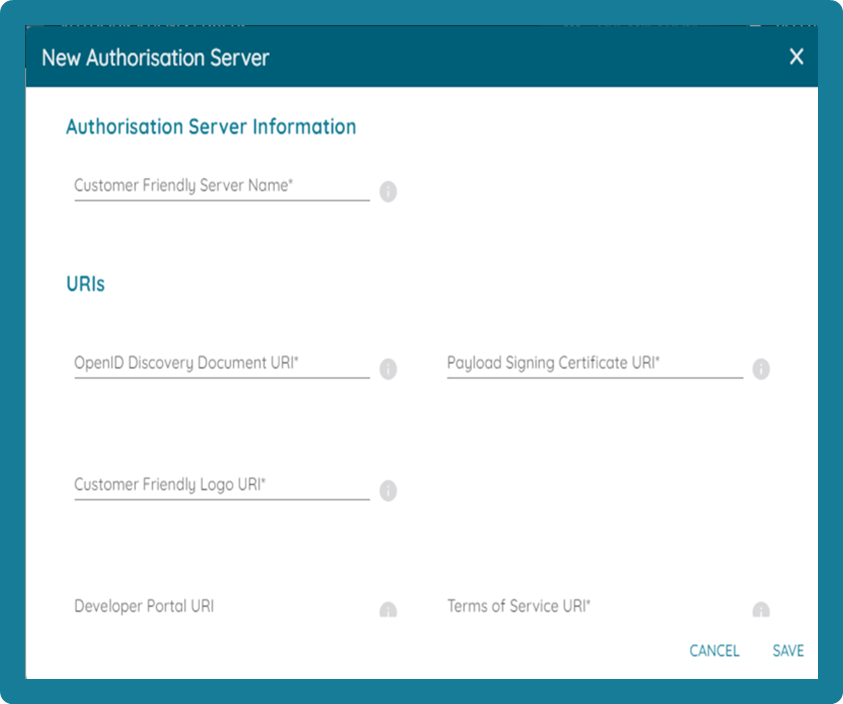 New Authorisation Server X
Authorisation Server Information
Customer Friendly Server Name*
URIs
OpenID Discovery Document URI* Payload Signing Certificate URI*
Customer Friendly Logo URI*
Developer Portal URI Terms of Service URI*
CANCEL SAVE